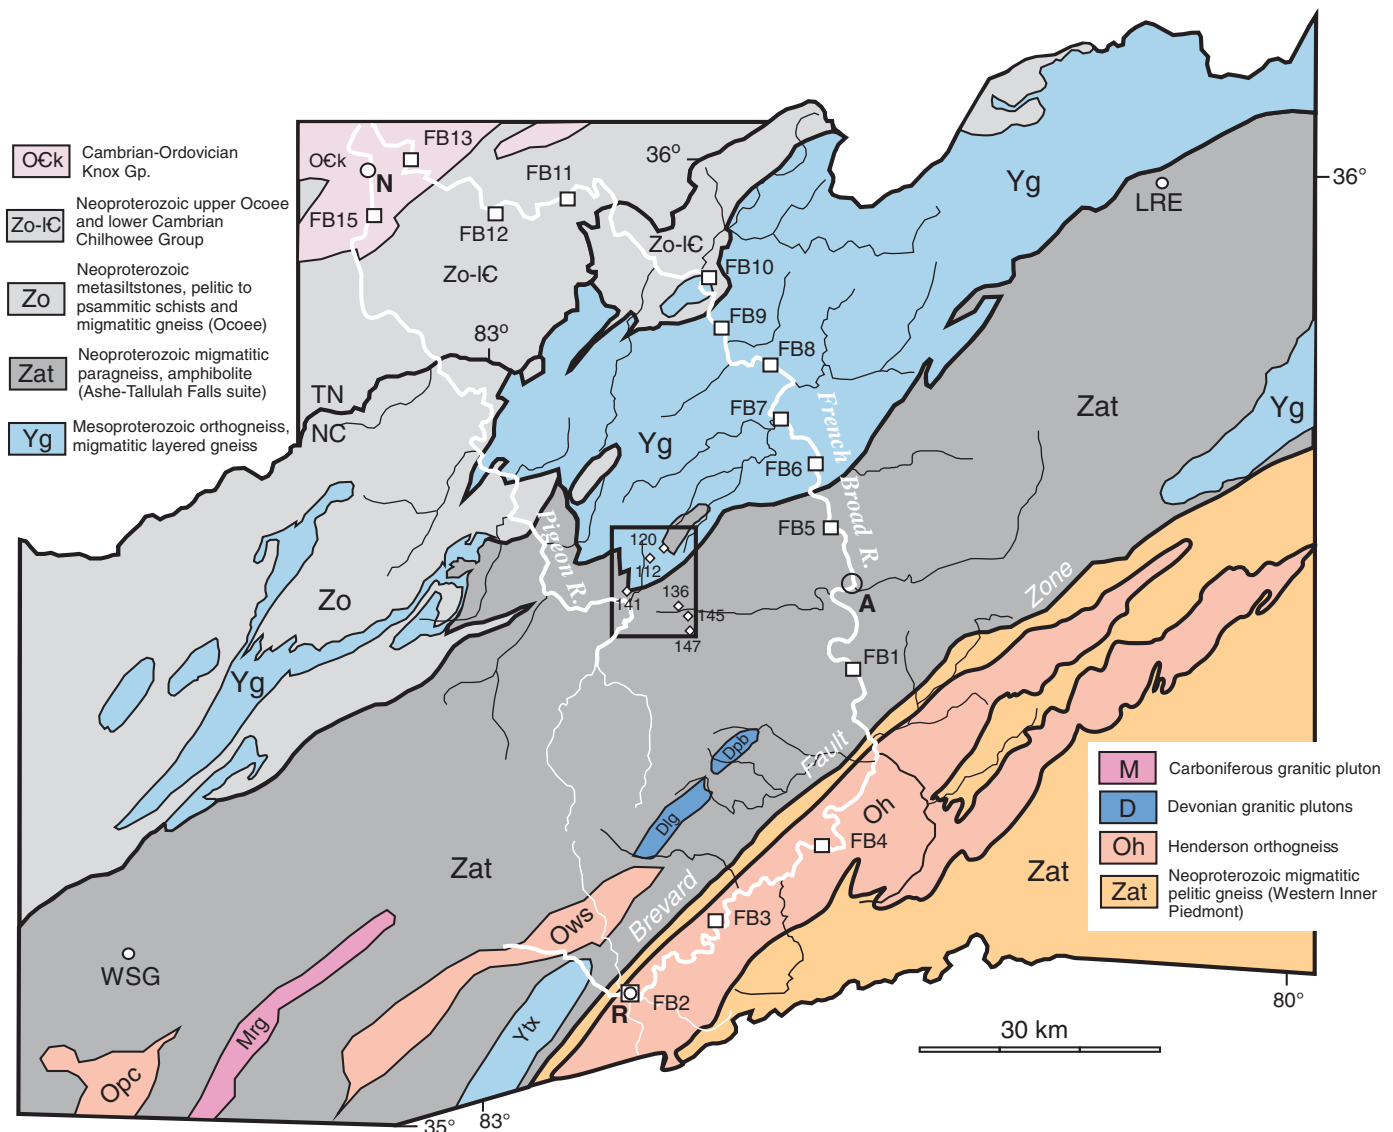 OꞒk
Cambrian-Ordovician
Knox Gp.
Zo-lꞒ
Neoproterozoic upper Ocoee
and lower Cambrian
Chilhowee Group
Zo
Neoproterozoic
metasiltstones, pelitic to
psammitic schists and
migmatitic gneiss (Ocoee)
Zat
Neoproterozoic migmatitic
paragneiss, amphibolite
(Ashe-Tallulah Falls suite)
Yg
Mesoproterozoic orthogneiss,
migmatitic layered gneiss
OꞒk
N
FB13
FB15
FB12
FB11
Zo-lꞒ
Zo-lꞒ
36°
FB10
FB9
FB8
FB7
FB6
FB5
Yg
LRE
36°
83°
TN
NC
Yg
Zat
Yg
French Broad R.
Pigeon R.
120
112
141
136
145
147
A
Zo
Yg
FB1
Brevard Fault Zone
Dpb
Dlg
Oh
FB4
FB3
FB2
R
Zat
Zat
Ows
WSG
Mrg
Opc
Ytx
35°
83°
M
Carboniferous granitic pluton
D
Devonian granitic plutons
Oh
Henderson orthogneiss
Zat
Neoproterozoic migmatitic
pelitic gneiss (Western Inner
Piedmont)
80°
30 km